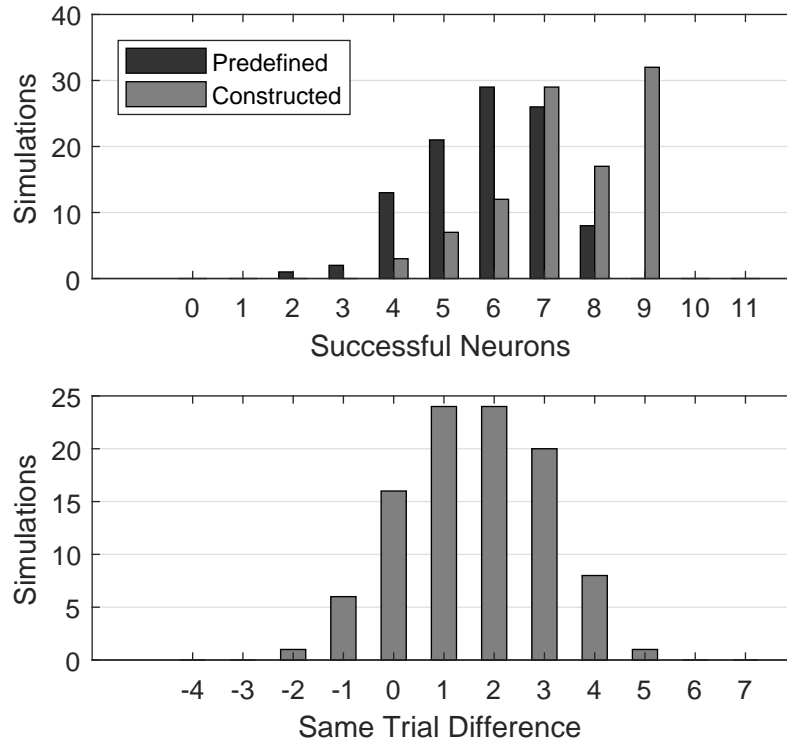 40
30
20
10
0
Simulations
Predefined
Constructed
0 1 2 3 4 5 6 7 8 9 10 11
Successful Neurons
25
20
15
10
5
0
Simulations
-4 -3 -2 -1 0 1 2 3 4 5 6 7
Same Trial Difference